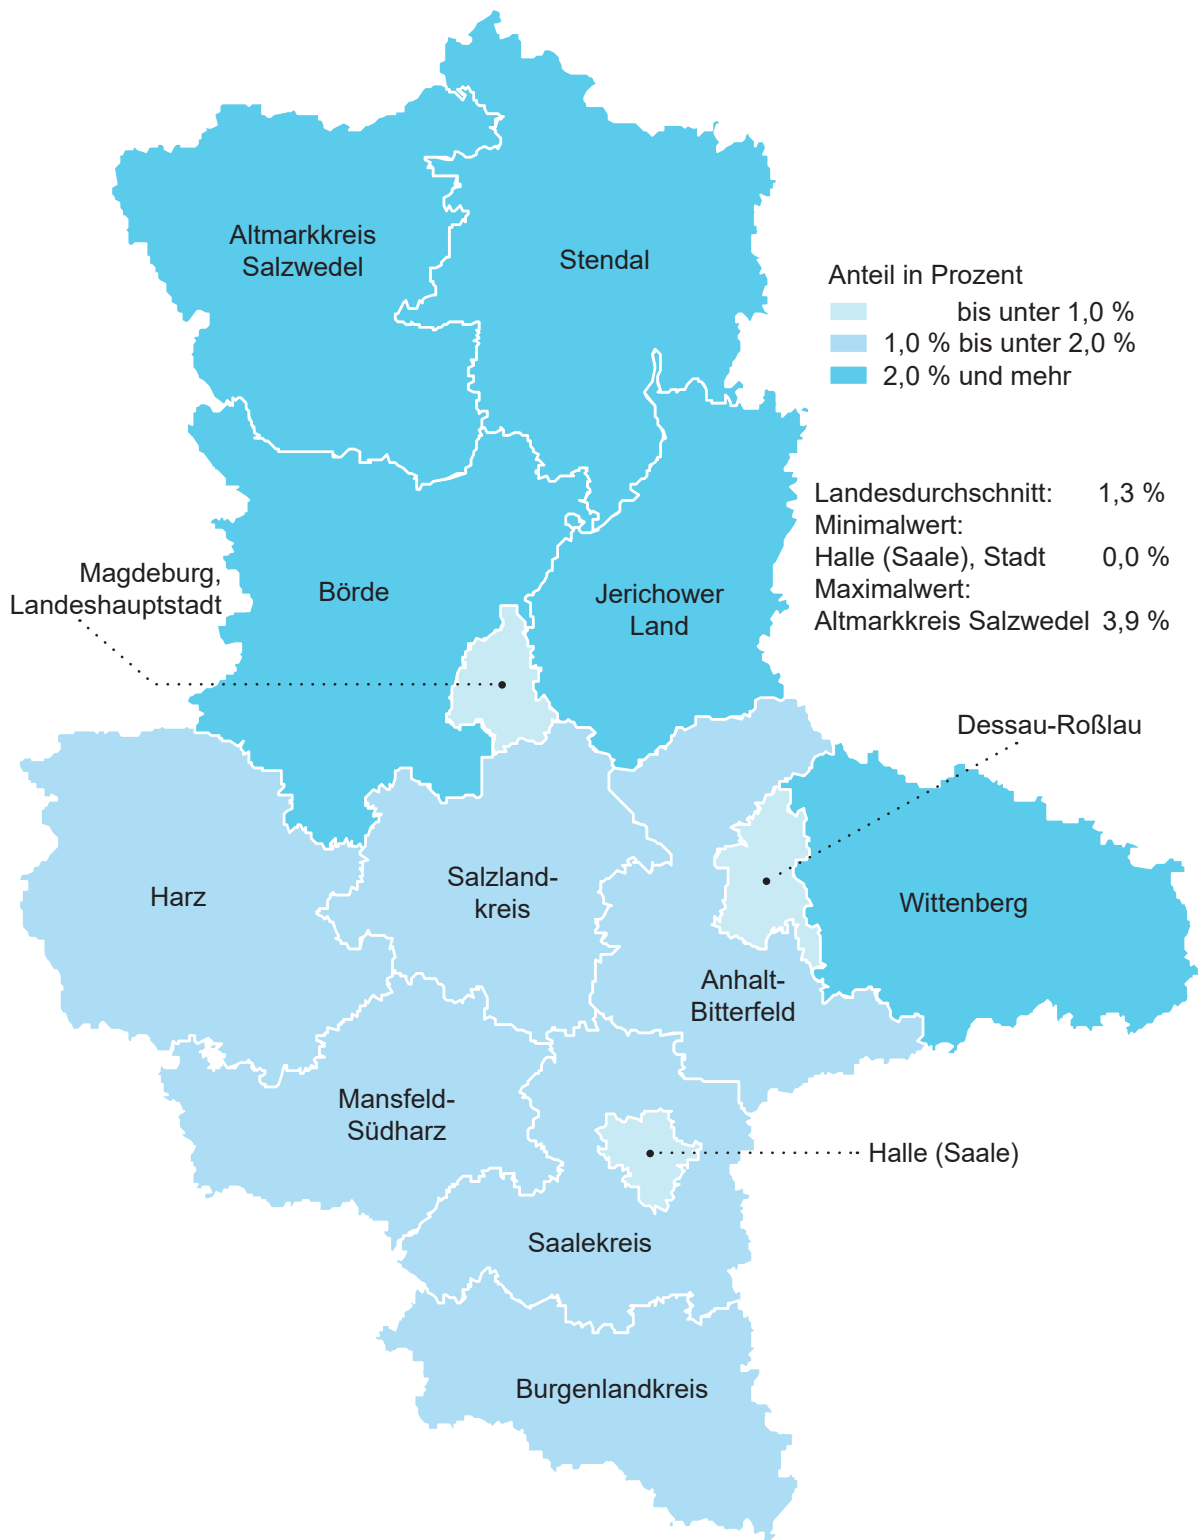 Altmarkkreis
Salzwedel
Stendal
Anteil in Prozent
bis unter 1,0 %
1,0 % bis unter 2,0 %
2,0 % und mehr
Landesdurchschnitt: 1,3 %
Minimalwert:
Halle (Saale), Stadt 0,0 %
Maximalwert:
Altmarkkreis Salzwedel 3,9 %
Magdeburg,
Landeshauptstadt
Börde
Jerichower
Land
Dessau-Roßlau
Harz
Salzland-
kreis
Wittenberg
Anhalt-
Bitterfeld
Mansfeld-
Südharz
Halle (Saale)
Saalekreis
Burgenlandkreis